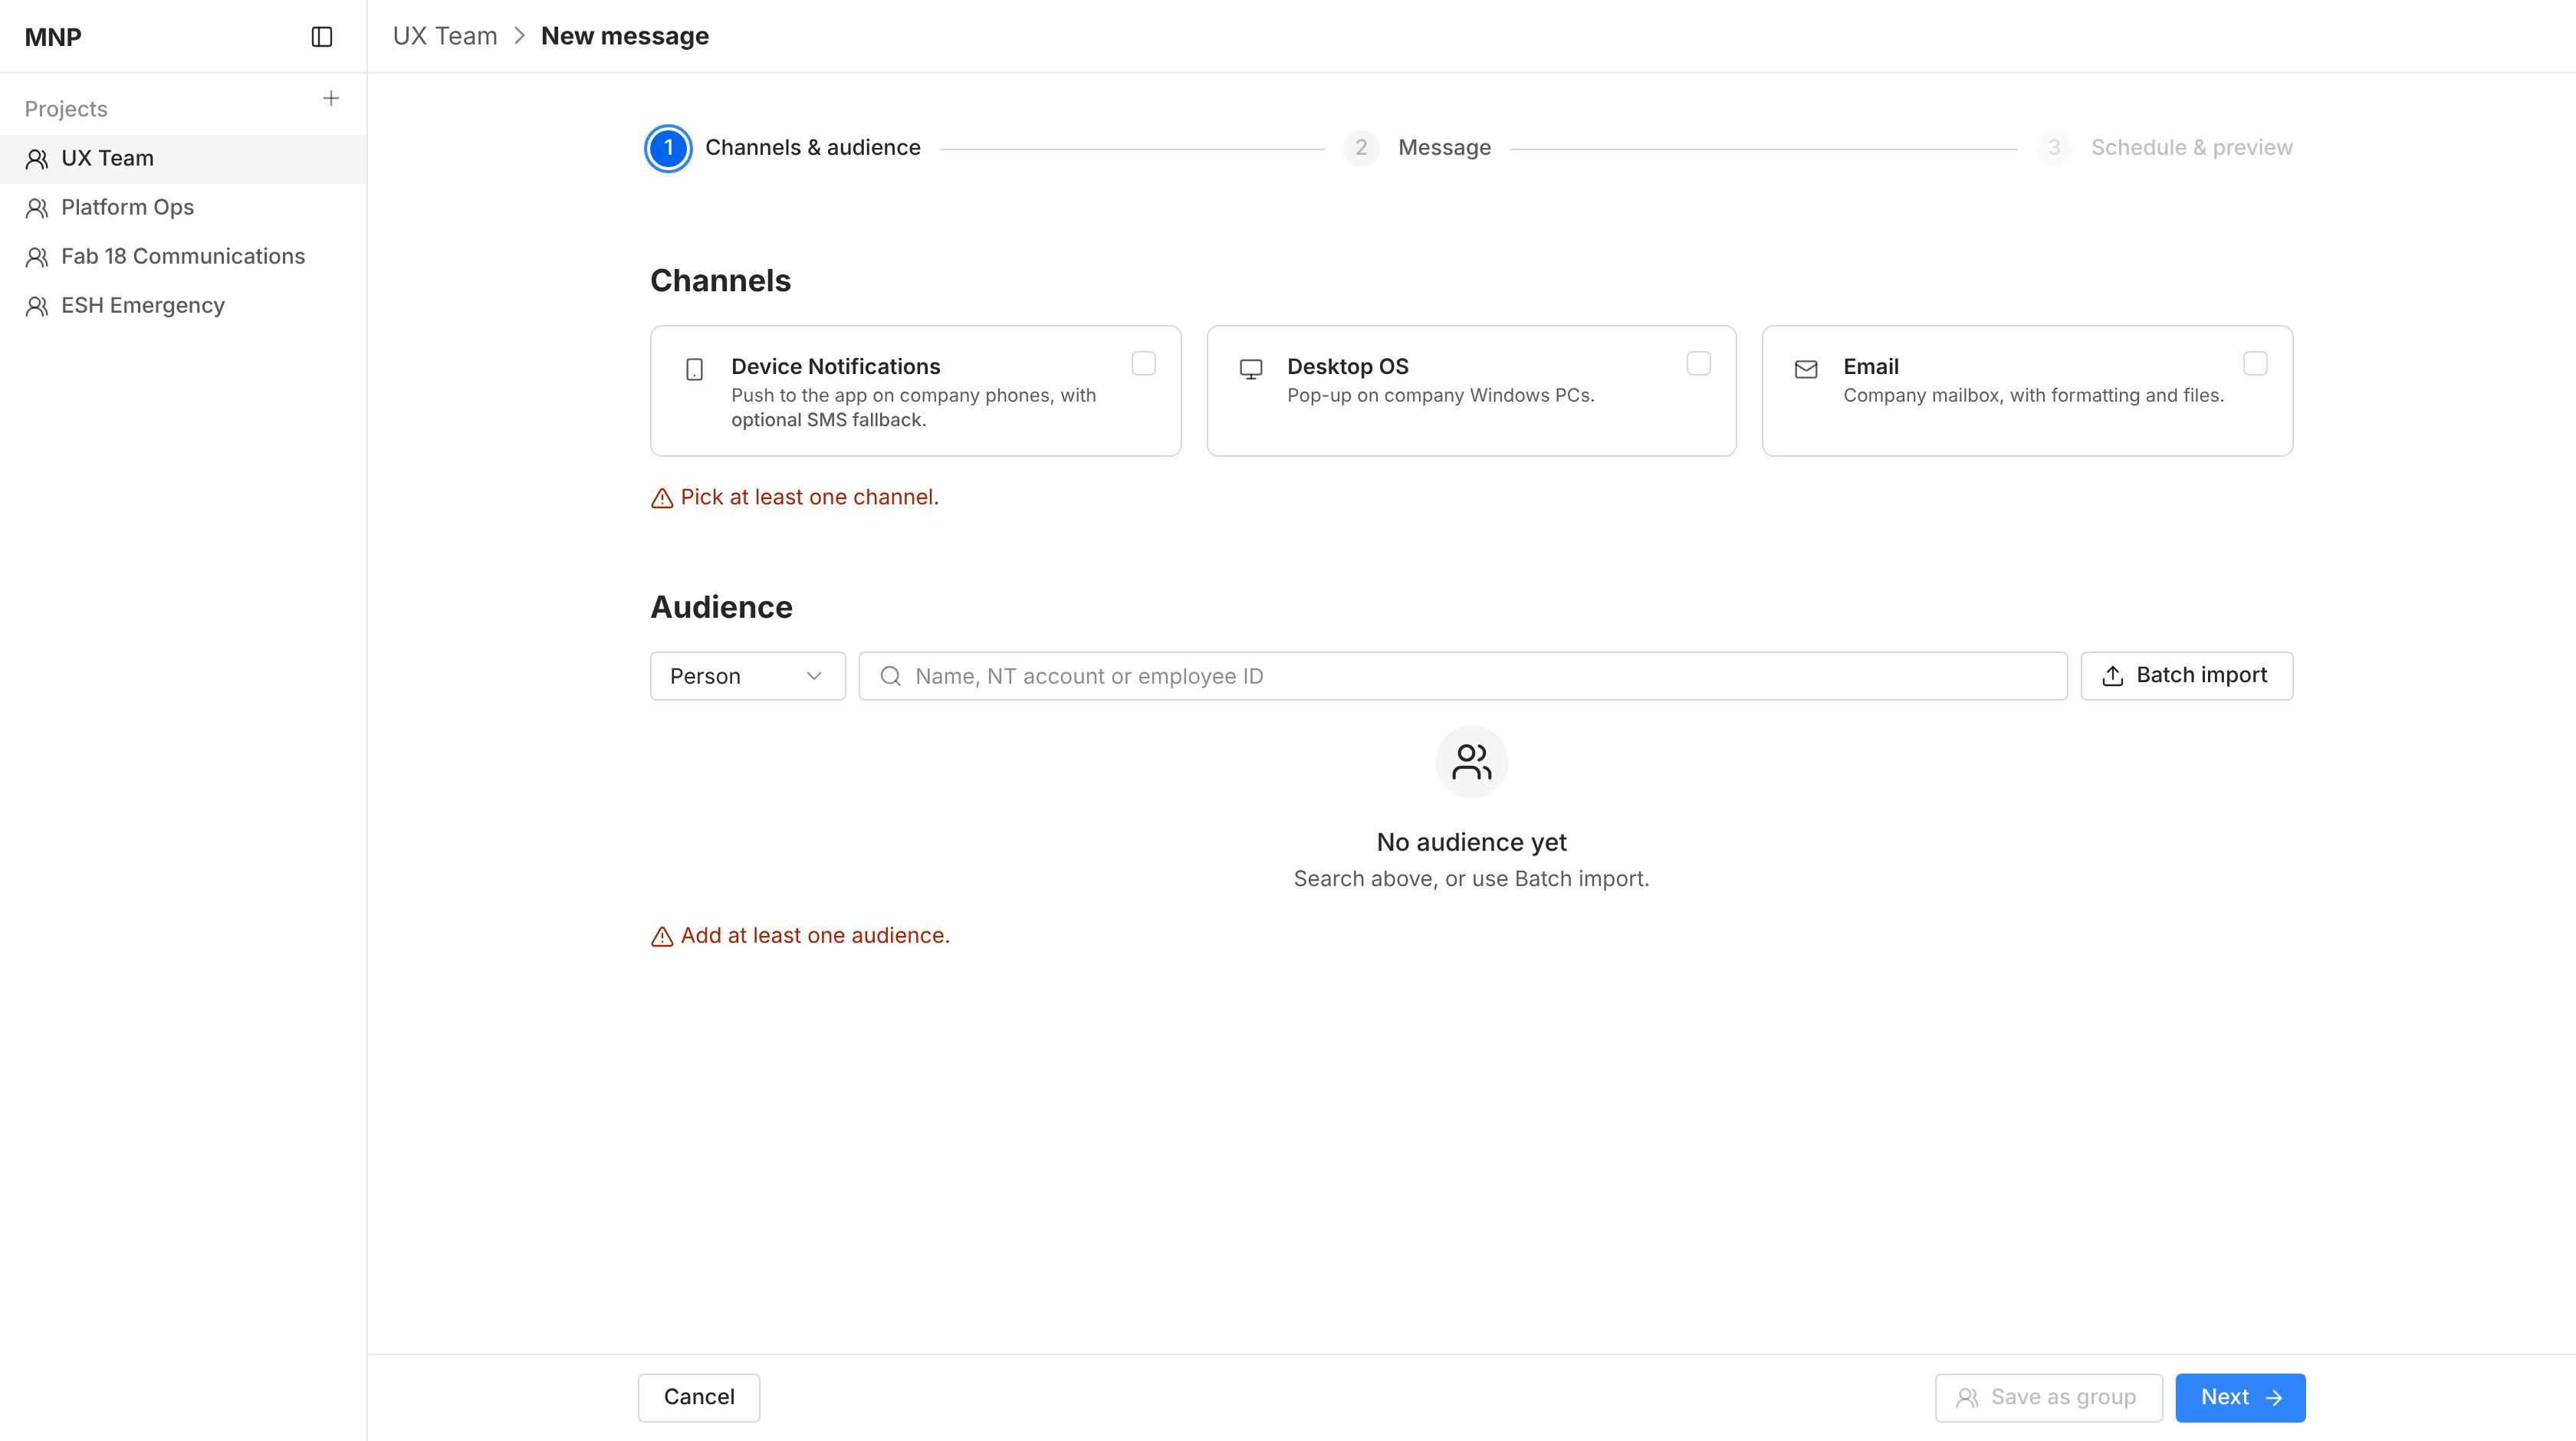 MNP
Projects
UX Team
Platform Ops
Fab 18 Communications
ESH Emergency
UX Team > New message
1 Channels & audience
2 Message
3 Schedule & preview
Channels
Device Notifications
Push to the app on company phones, with
optional SMS fallback.
Desktop OS
Pop-up on company Windows PCs.
Email
Company mailbox, with formatting and files.
Pick at least one channel.
Audience
Person
Name, NT account or employee ID
Batch import
No audience yet
Search above, or use Batch import.
Add at least one audience.
Cancel
Save as group
Next